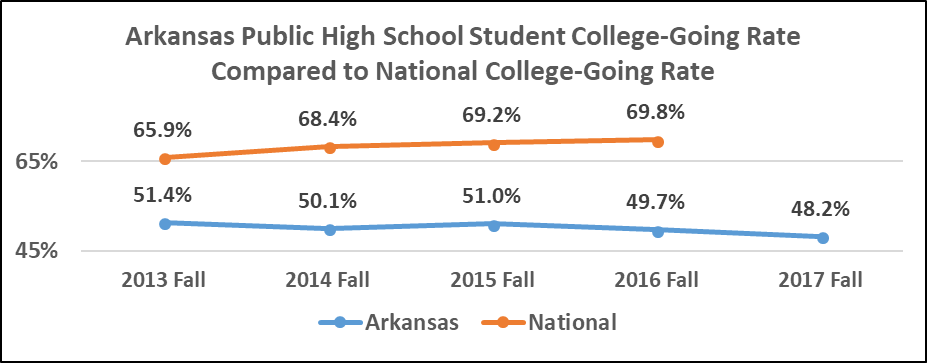 Arkansas Public High School Student College-Going Rate
Compared to National College-Going Rate
65.9% 68.4% 69.2% 69.8%
65%
51.4% 50.1% 51.0% 49.7% 48.2%
45%
2013 Fall 2014 Fall 2015 Fall 2016 Fall 2017 Fall
Arkansas National